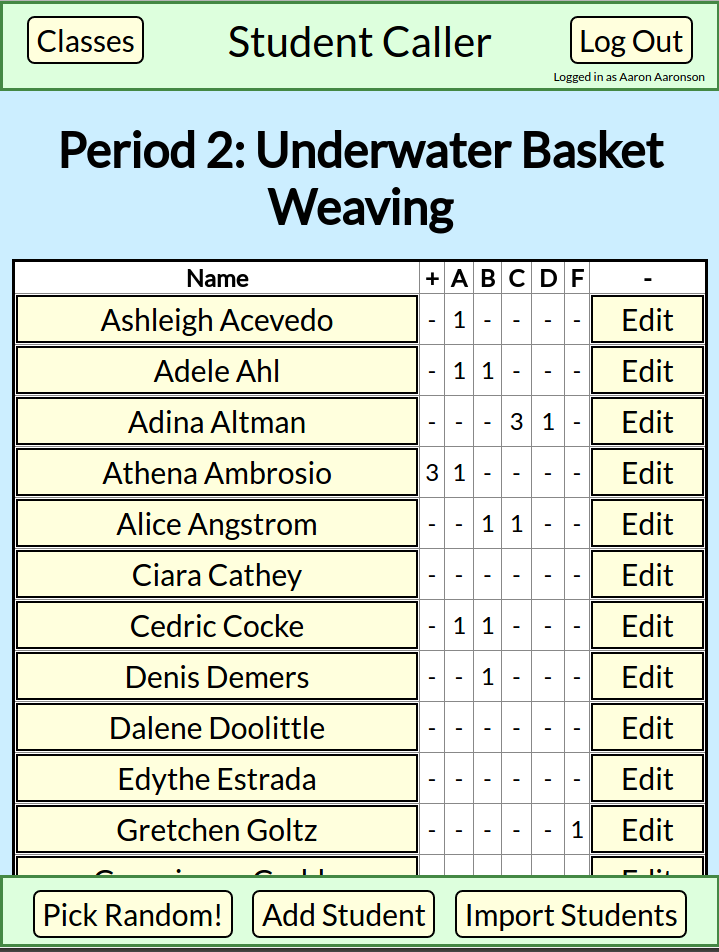 Classes Student Caller Log Out
Logged in as Aaron Aaronson
Period 2: Underwater Basket
Weaving
Name + A B C D F -
Ashleigh Acevedo - 1 - - - - Edit
Adele Ahl - 1 1 - - - Edit
Adina Altman - - - 3 1 - Edit
Athena Ambrosio 3 1 - - - - Edit
Alice Angstrom - - 1 1 - - Edit
Ciara Cathey - - - - - - Edit
Cedric Cocke - 1 1 - - - Edit
Denis Demers - - 1 - - - Edit
Dalene Doolittle - - - - - - Edit
Edythe Estrada - - - - - - Edit
Gretchen Goltz - - - - - 1 Edit
Edit
Pick Random! Add Student Import Students